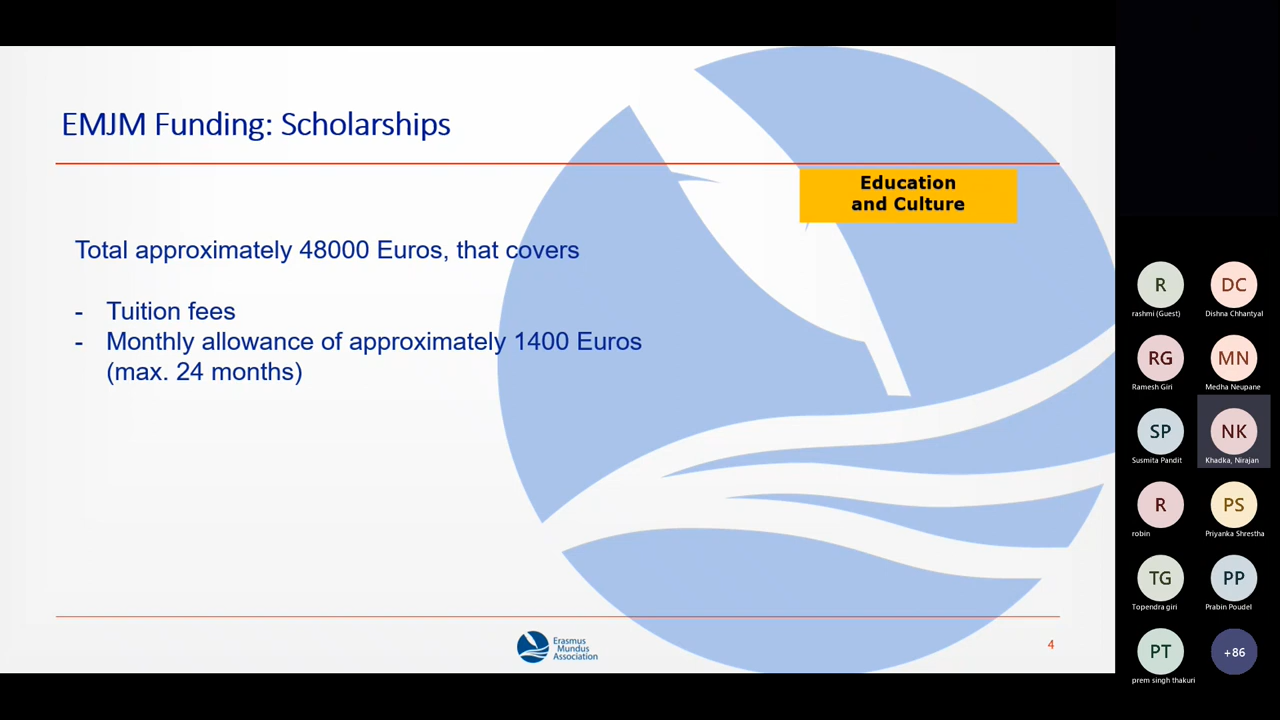 EMJM Funding: Scholarships
Education
and Culture
Total approximately 48000 Euros, that covers
- Tuition fees
- Monthly allowance of approximately 1400 Euros
(max. 24 months)
Erasmus
Mundus
Association
4
R
rashmi (Guest)
DC
Dishna Chhantyal
RG
Ramesh Giri
MN
Medha Neupane
SP
Susmita Pandit
NK
Khadka, Nirajan
R
robin
PS
Priyanka Shrestha
TG
Topendra giri
PP
Prabin Poudel
PT
prem singh thakuri
+86